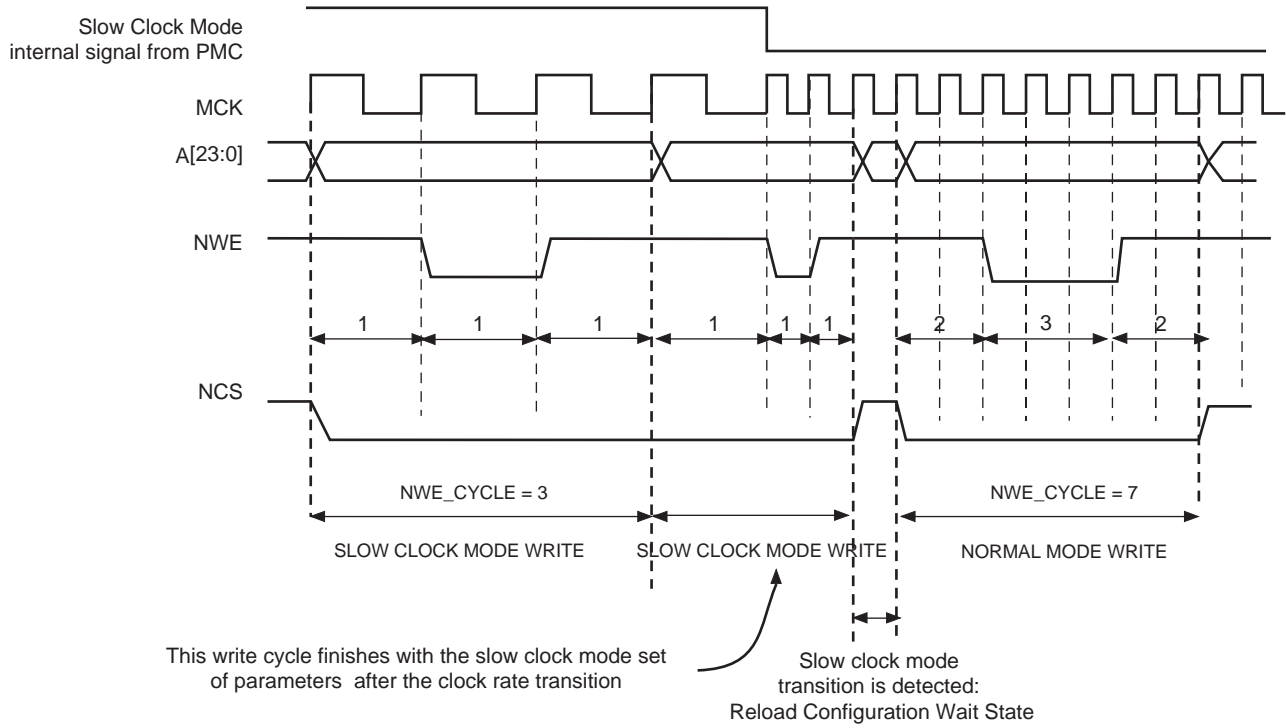 Slow Clock Mode
internal signal from PMC
MCK
A[23:0]
NWE
1 1 1 1 1 1 2 3 2
NCS
NWE_CYCLE = 3 NWE_CYCLE = 7
SLOW CLOCK MODE WRITE SLOW CLOCK MODE WRITE NORMAL MODE WRITE
This write cycle finishes with the slow clock mode set
of parameters after the clock rate transition
Slow clock mode
transition is detected:
Reload Configuration Wait State